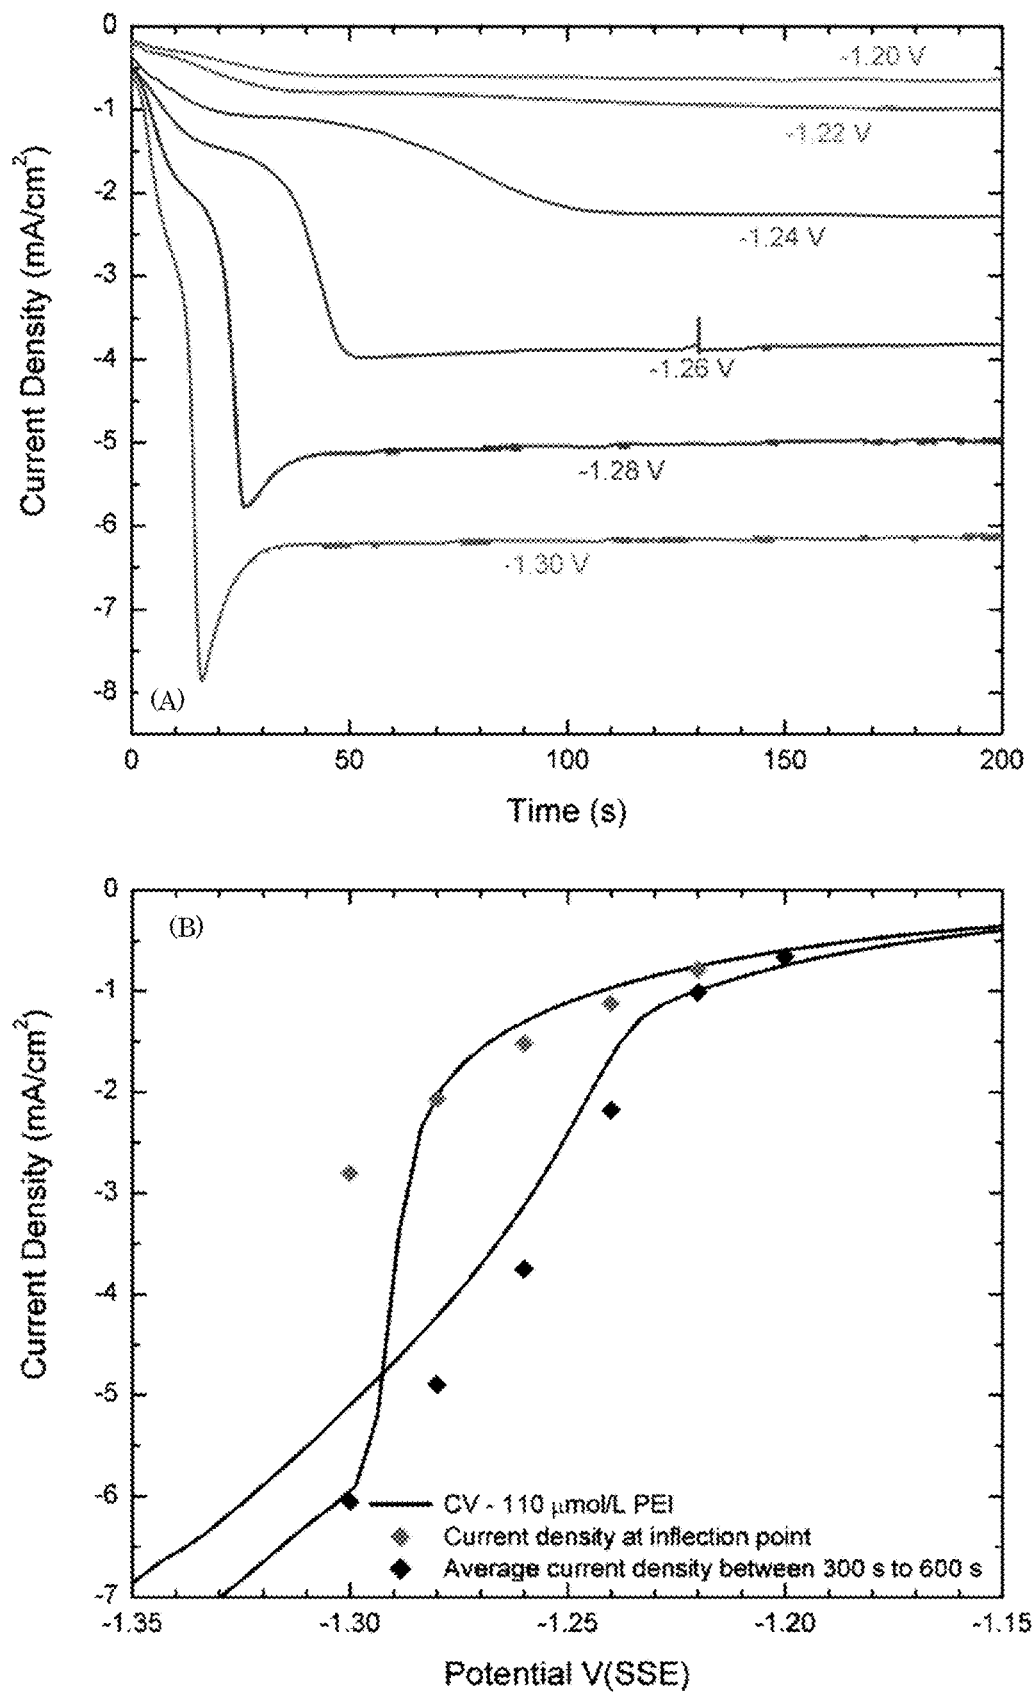 0
-1
-2
-3
-4
-5
-6
-7
-8
Current Density (mA/cm²)
-1.20 V
-1.22 V
-1.24 V
-1.26 V
-1.28 V
-1.30 V
(A)
0 50 100 150 200
Time (s)
0
-1
-2
-3
-4
-5
-6
-7
Current Density (mA/cm²)
(B)
CV - 110 μmol/L PEI
Current density at inflection point
Average current density between 300 s to 600 s
-1.35 -1.30 -1.25 -1.20 -1.15
Potential V(SSE)